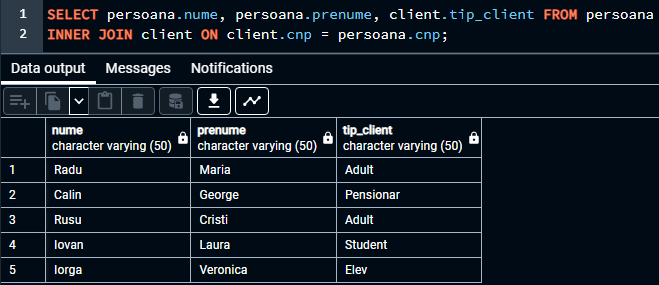 1 SELECT persoana.nume, persoana.prenume, client.tip_client FROM persoana
2 INNER JOIN client ON client.cnp = persoana.cnp;
Data output Messages Notifications
nume prenume tip_client
character varying (50) character varying (50) character varying (50)
1 Radu Maria Adult
2 Calin George Pensionar
3 Rusu Cristi Adult
4 Iovan Laura Student
5 Iorga Veronica Elev